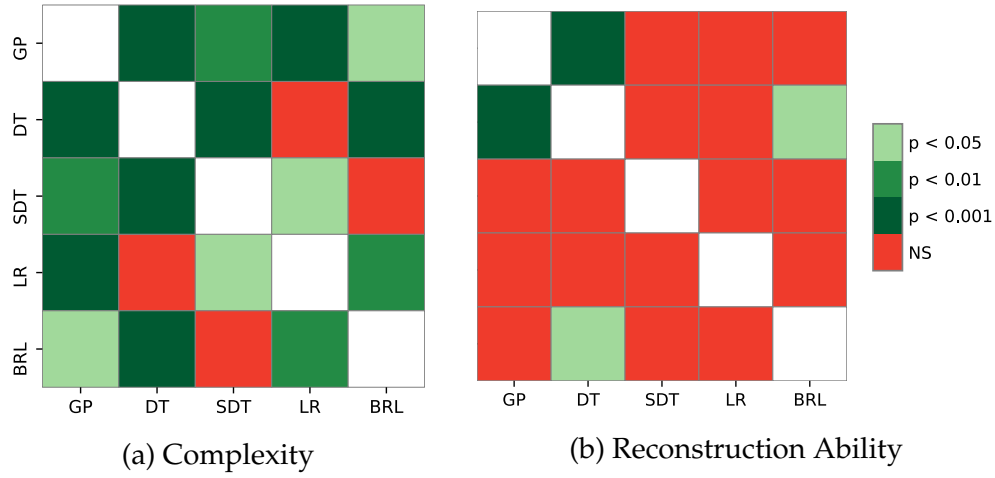 GP
DT
SDT
LR
BRL
GP DT SDT LR BRL
(a) Complexity
GP DT SDT LR BRL
(b) Reconstruction Ability
p < 0.05
p < 0.01
p < 0.001
NS